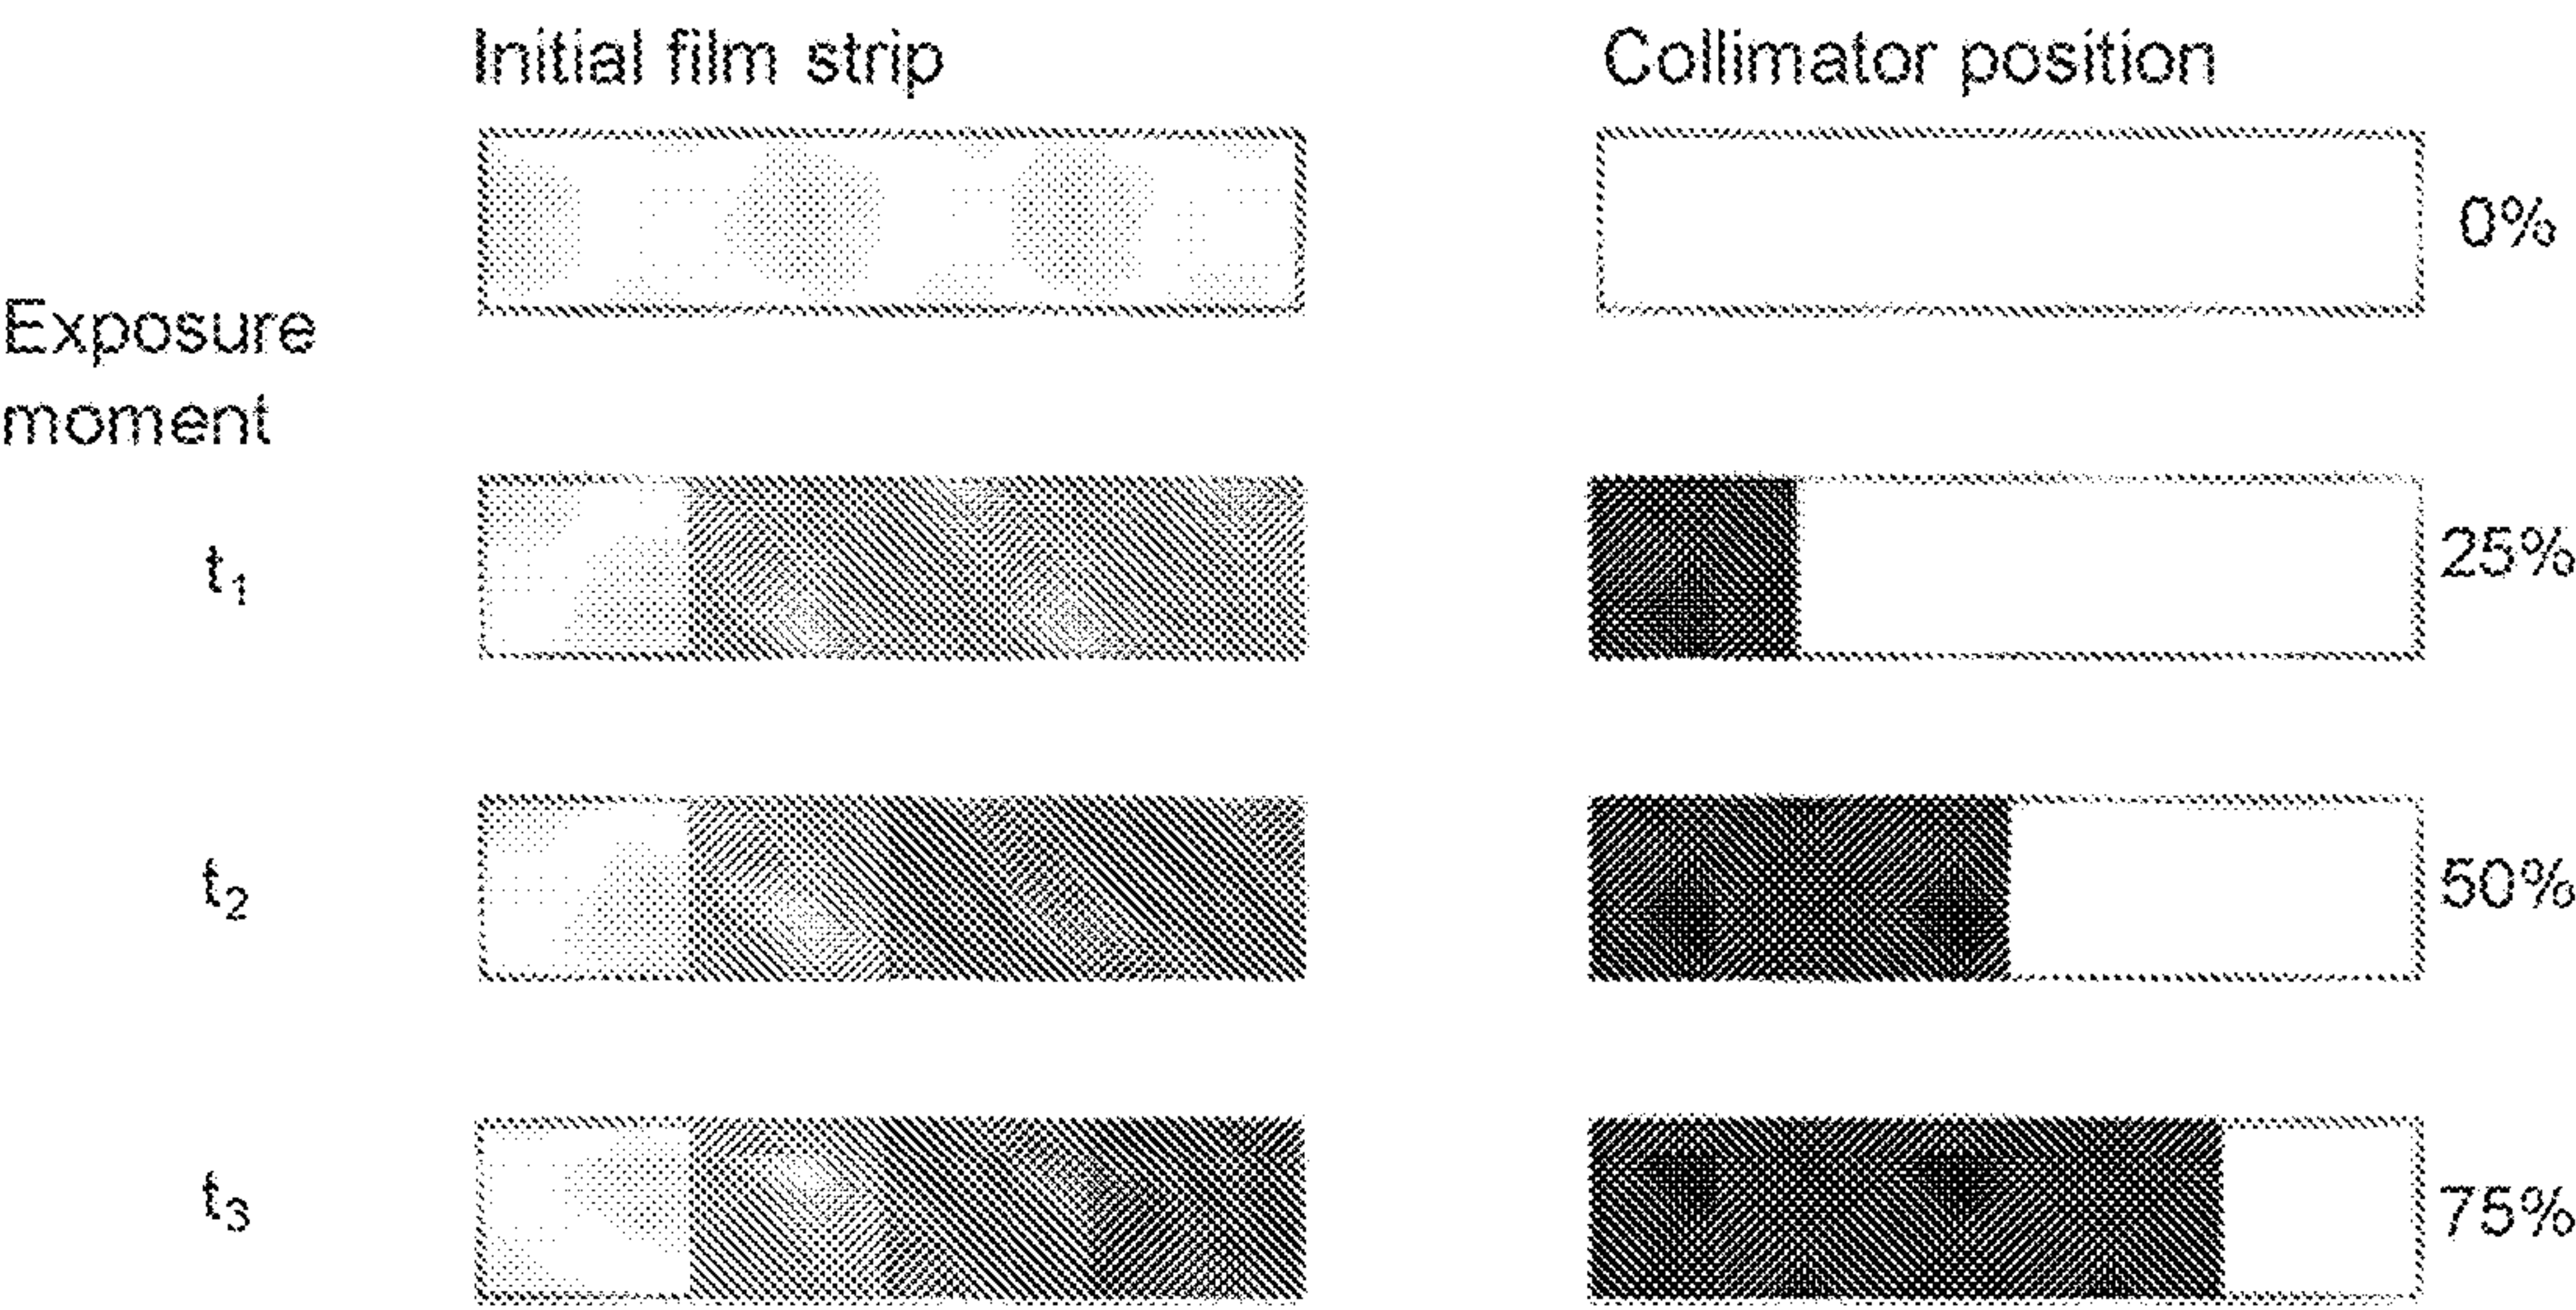 Initial film strip
Collimator position
0%
Exposure
moment
t₁
25%
t₂
50%
t₃
75%